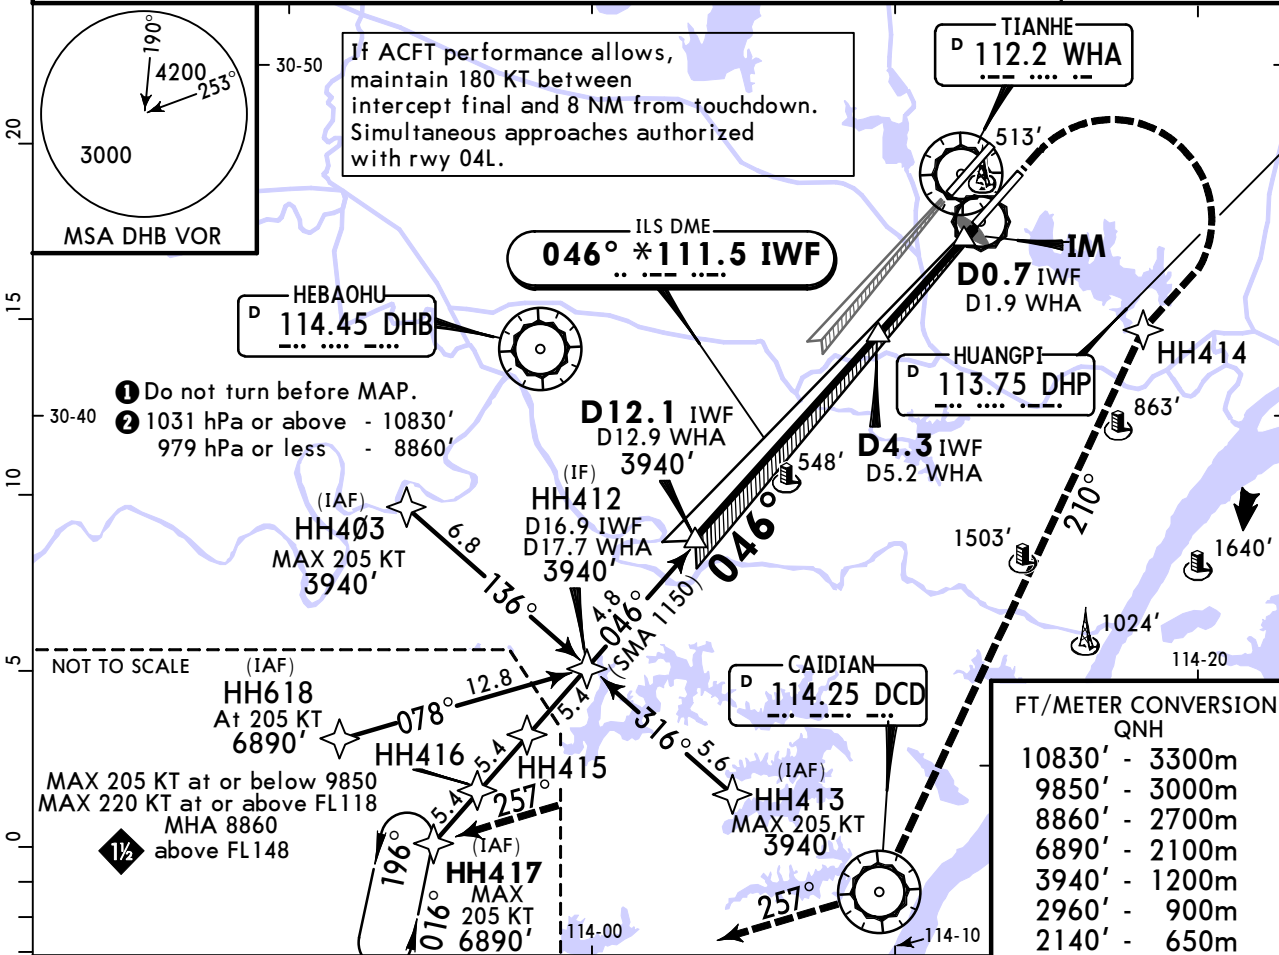 190°
4200
253°
3000
MSA DHB VOR
30-50
If ACFT performance allows,
maintain 180 KT between
intercept final and 8 NM from touchdown.
Simultaneous approaches authorized
with rwy 04L.
TIANHE
D 112.2 WHA
513'
20
ILS DME
046° *111.5 IWF
IM
D0.7 IWF
D1.9 WHA
HEBAOHU
D 114.45 DHB
15
HH414
HUANGPI
D 113.75 DHP
❶ Do not turn before MAP.
❷ 1031 hPa or above - 10830'
979 hPa or less - 8860'
30-40
D12.1 IWF
D12.9 WHA
3940'
D4.3 IWF
D5.2 WHA
863'
548'
10
(IAF)
HH4Ø3
MAX 205 KT
3940'
6.8
136°
(IF)
HH412
D16.9 IWF
D17.7 WHA
3940'
046°
210°
1503'
1640'
4.8
046°
(SMA 1150)
1024'
114-20
5
NOT TO SCALE
(IAF)
HH618
At 205 KT
6890'
078°
12.8
5.4
316°
5.6
CAIDIAN
D 114.25 DCD
(IAF)
HH413
MAX 205 KT
3940'
HH416
5.4
HH415
MAX 205 KT at or below 9850
MAX 220 KT at or above FL118
MHA 8860
1½ above FL148
5.4
257°
0
196°
016°
(IAF)
HH417
MAX
205 KT
6890'
114-00
257°
114-10
FT/METER CONVERSION
QNH
10830' - 3300m
9850' - 3000m
8860' - 2700m
6890' - 2100m
3940' - 1200m
2960' - 900m
2140' - 650m